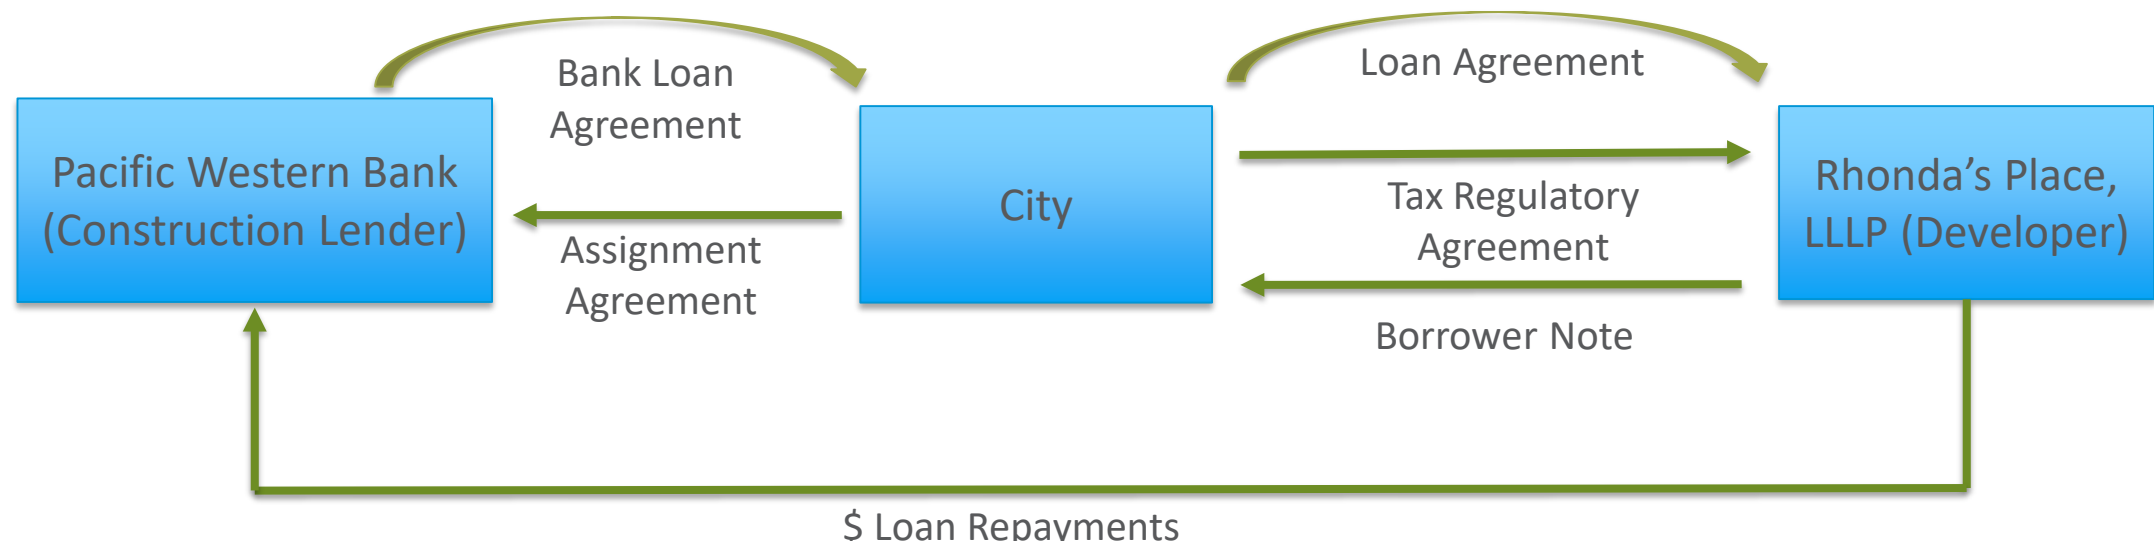 Bank Loan
Agreement
Loan Agreement
Pacific Western Bank
(Construction Lender)
City
Rhonda’s Place,
LLLP (Developer)
Tax Regulatory
Agreement
Assignment
Agreement
Borrower Note
$ Loan Repayments